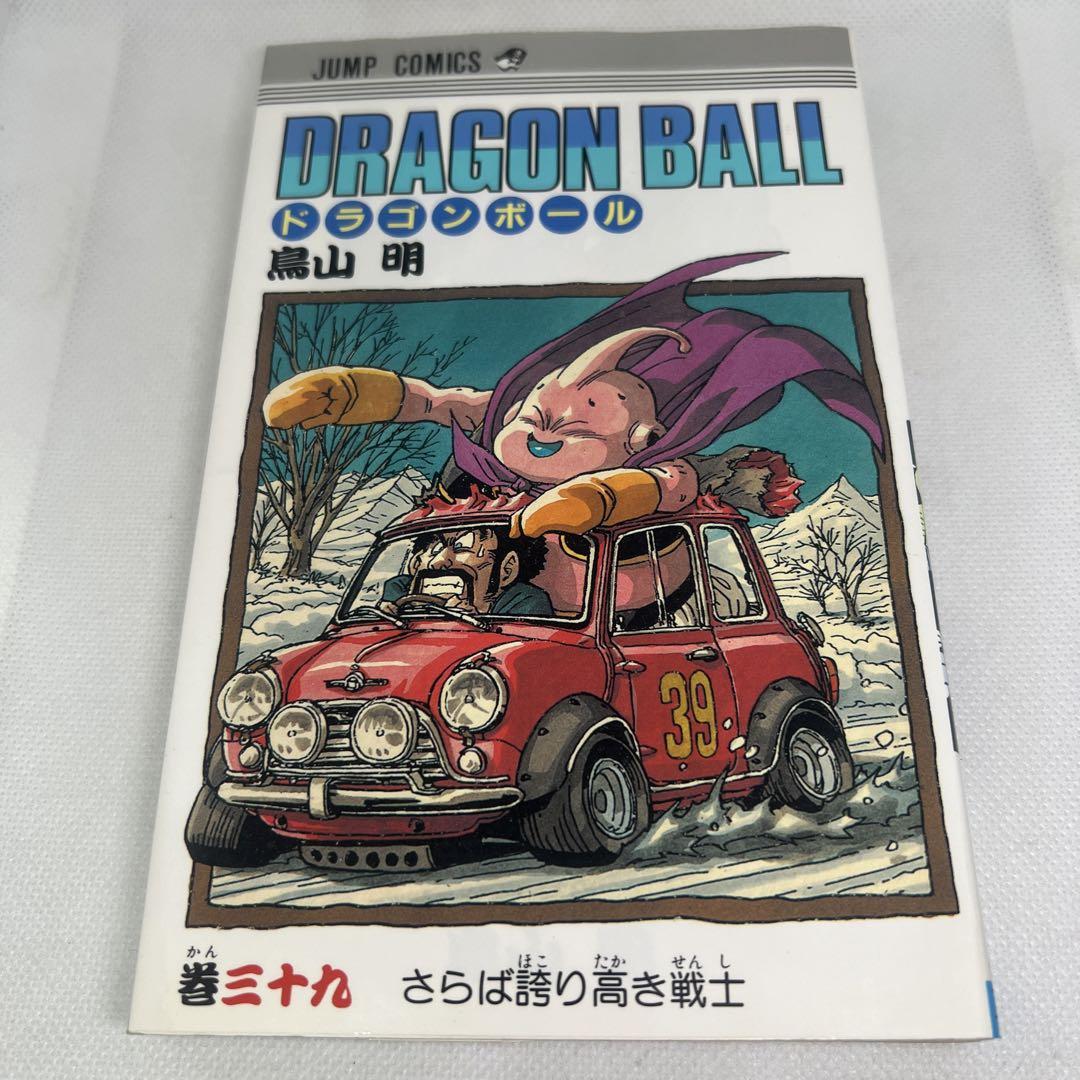 JUMP COMICS
DRAGON BALL
ドラゴンボール
鳥山 明
39
かん
巻三十九
ほこ たか せん し
さらば誇り高き戦士